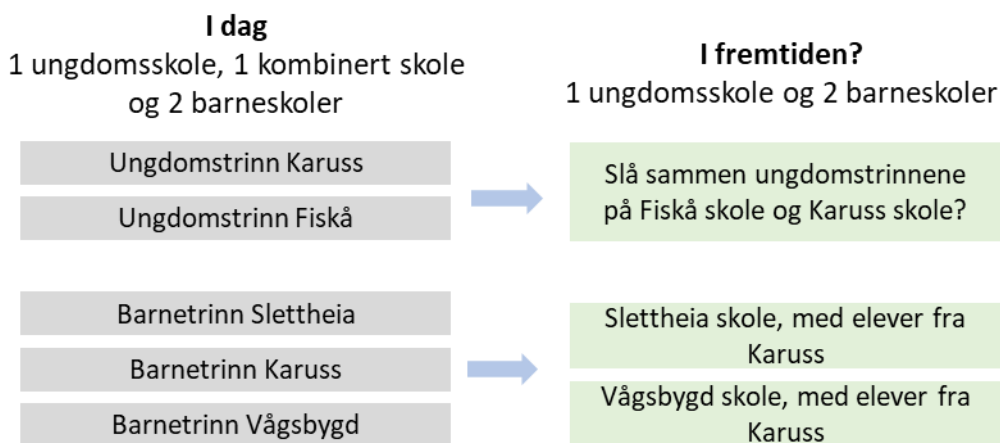 I dag
1 ungdomsskole, 1 kombinert skole
og 2 barneskoler
Ungdomstrinn Karuss
Ungdomstrinn Fiskå
Barnetrinn Slettheia
Barnetrinn Karuss
Barnetrinn Vågsbygd
I fremtiden?
1 ungdomsskole og 2 barneskoler
Slå sammen ungdomstrinnene
på Fiskå skole og Karuss skole?
Slettheia skole, med elever fra
Karuss
Vågsbygd skole, med elever fra
Karuss